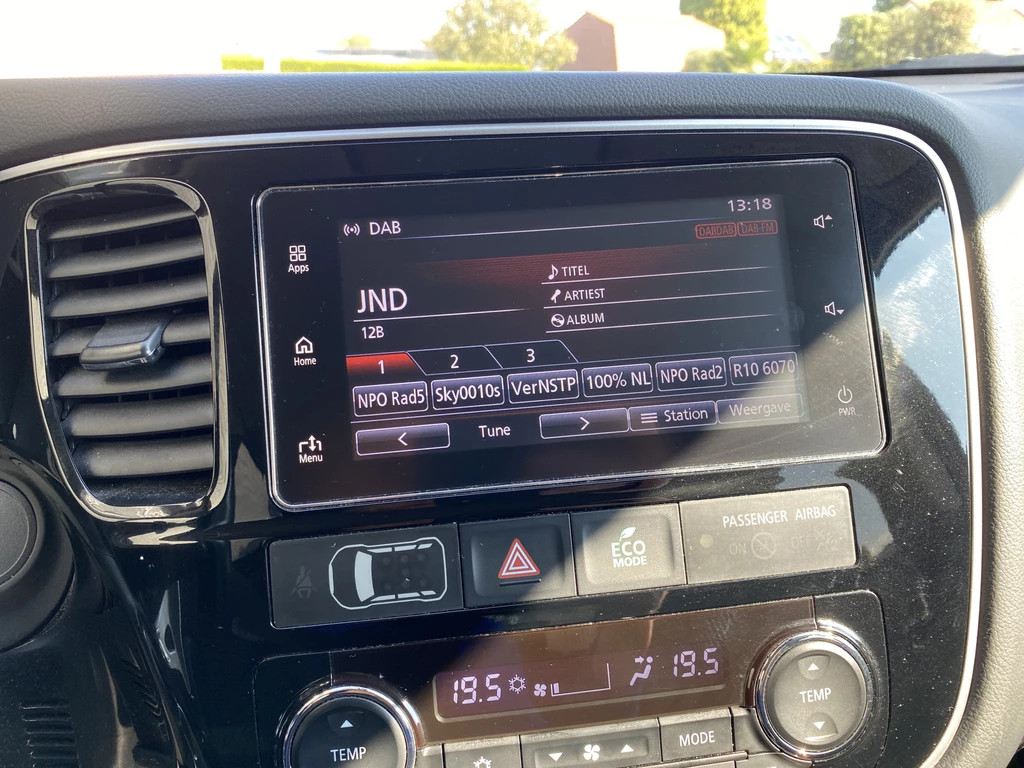 13:18
DAB
DABDAB DAB-FM
Apps
TITEL
JND
ARTIEST
12B
ALBUM
Home
1 2 3
NPO Rad5 Sky0010s VerNSTP 100% NL NPO Rad2 R10 6070
< Tune > Station Weergave
PWR
Menu
PASSENGER AIRBAG
ON OFF
ECO
MODE
19.5 19.5
TEMP
TEMP
MODE